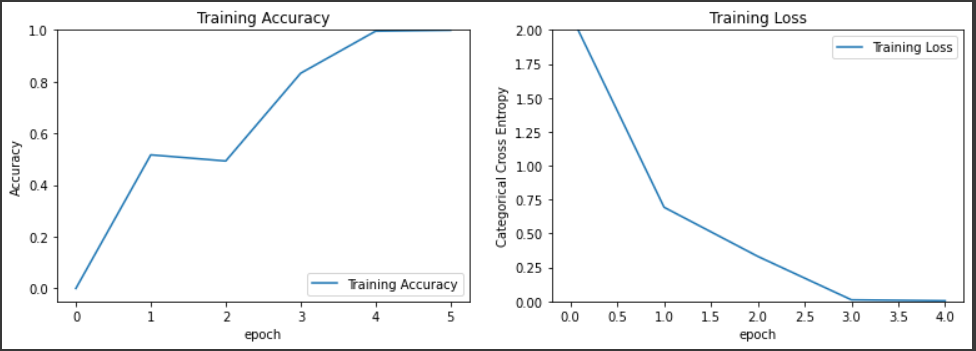 Training Accuracy
1.0
0.8
0.6
0.4
0.2
0.0
Accuracy
Training Accuracy
0 1 2 3 4 5
epoch
Training Loss
2.00
1.75
1.50
1.25
1.00
0.75
0.50
0.25
0.00
Categorical Cross Entropy
Training Loss
0.0 0.5 1.0 1.5 2.0 2.5 3.0 3.5 4.0
epoch